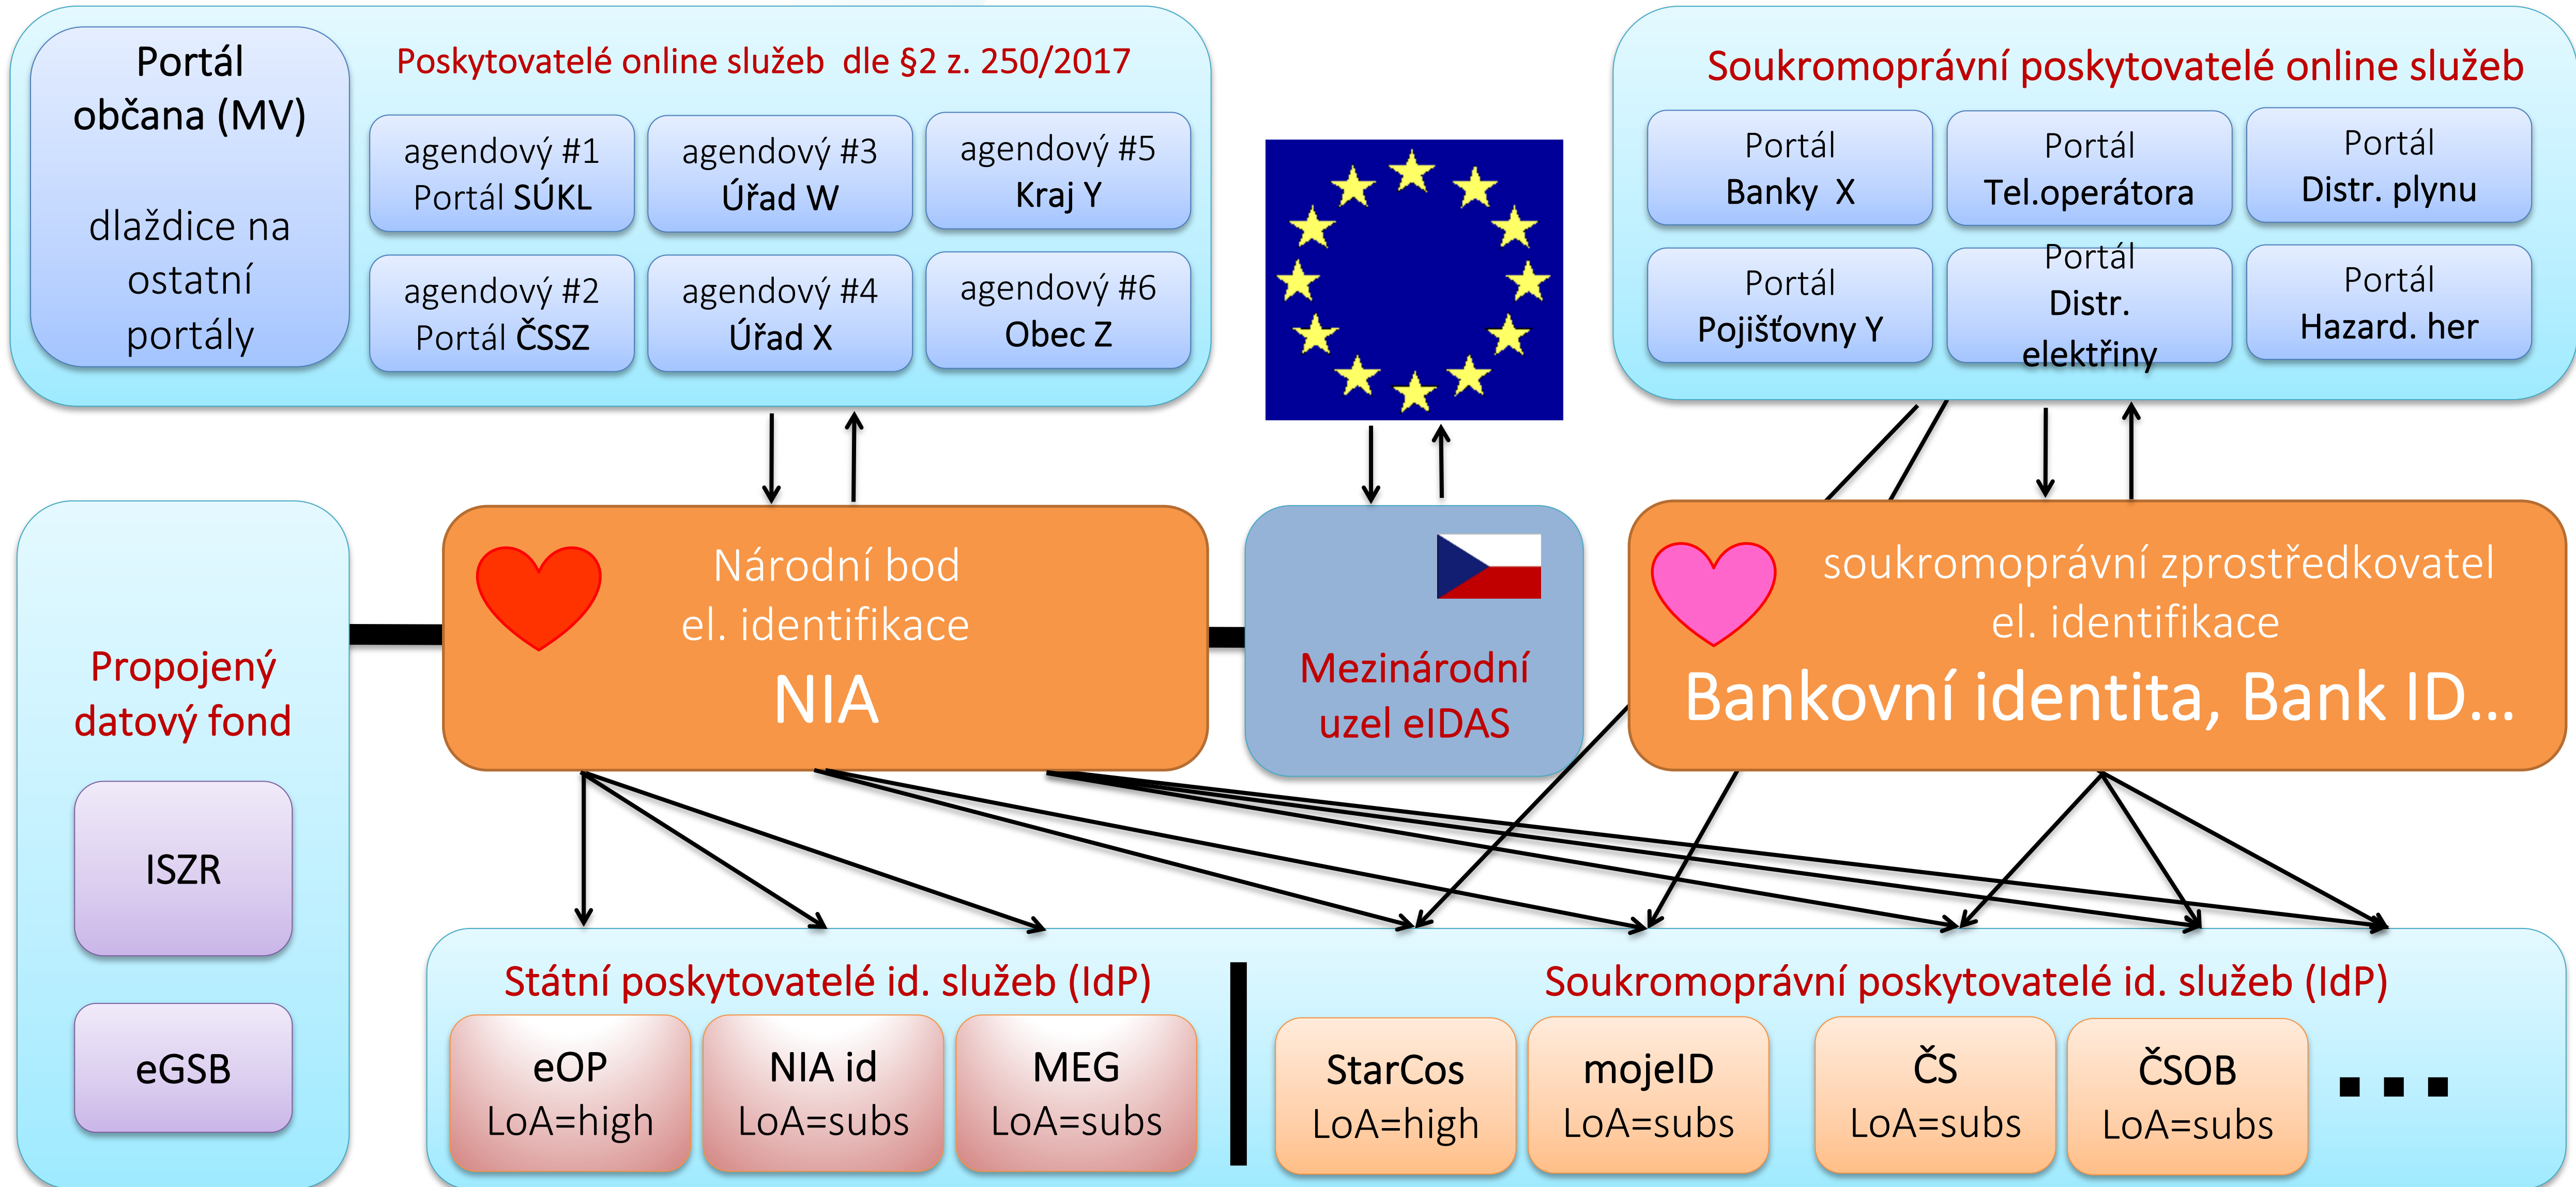 Portál
občana (MV)
dlaždice na
ostatní
portály
Poskytovatelé online služeb dle §2 z. 250/2017
agendový #1
Portál SÚKL
agendový #3
Úřad W
agendový #5
Kraj Y
agendový #2
Portál ČSSZ
agendový #4
Úřad X
agendový #6
Obec Z
Soukromoprávní poskytovatelé online služeb
Portál
Banky X
Portál
Tel.operátora
Portál
Distr. plynu
Portál
Pojišťovny Y
Portál
Distr.
elektřiny
Portál
Hazard. her
Propojený
datový fond
ISZR
eGSB
Národní bod
el. identifikace
NIA
Mezinárodní
uzel eIDAS
soukromoprávní zprostředkovatel
el. identifikace
Bankovní identita, Bank ID...
Státní poskytovatelé id. služeb (IdP)
eOP
LoA=high
NIA id
LoA=subs
MEG
LoA=subs
Soukromoprávní poskytovatelé id. služeb (IdP)
StarCos
LoA=high
mojeID
LoA=subs
ČS
LoA=subs
ČSOB
LoA=subs
...